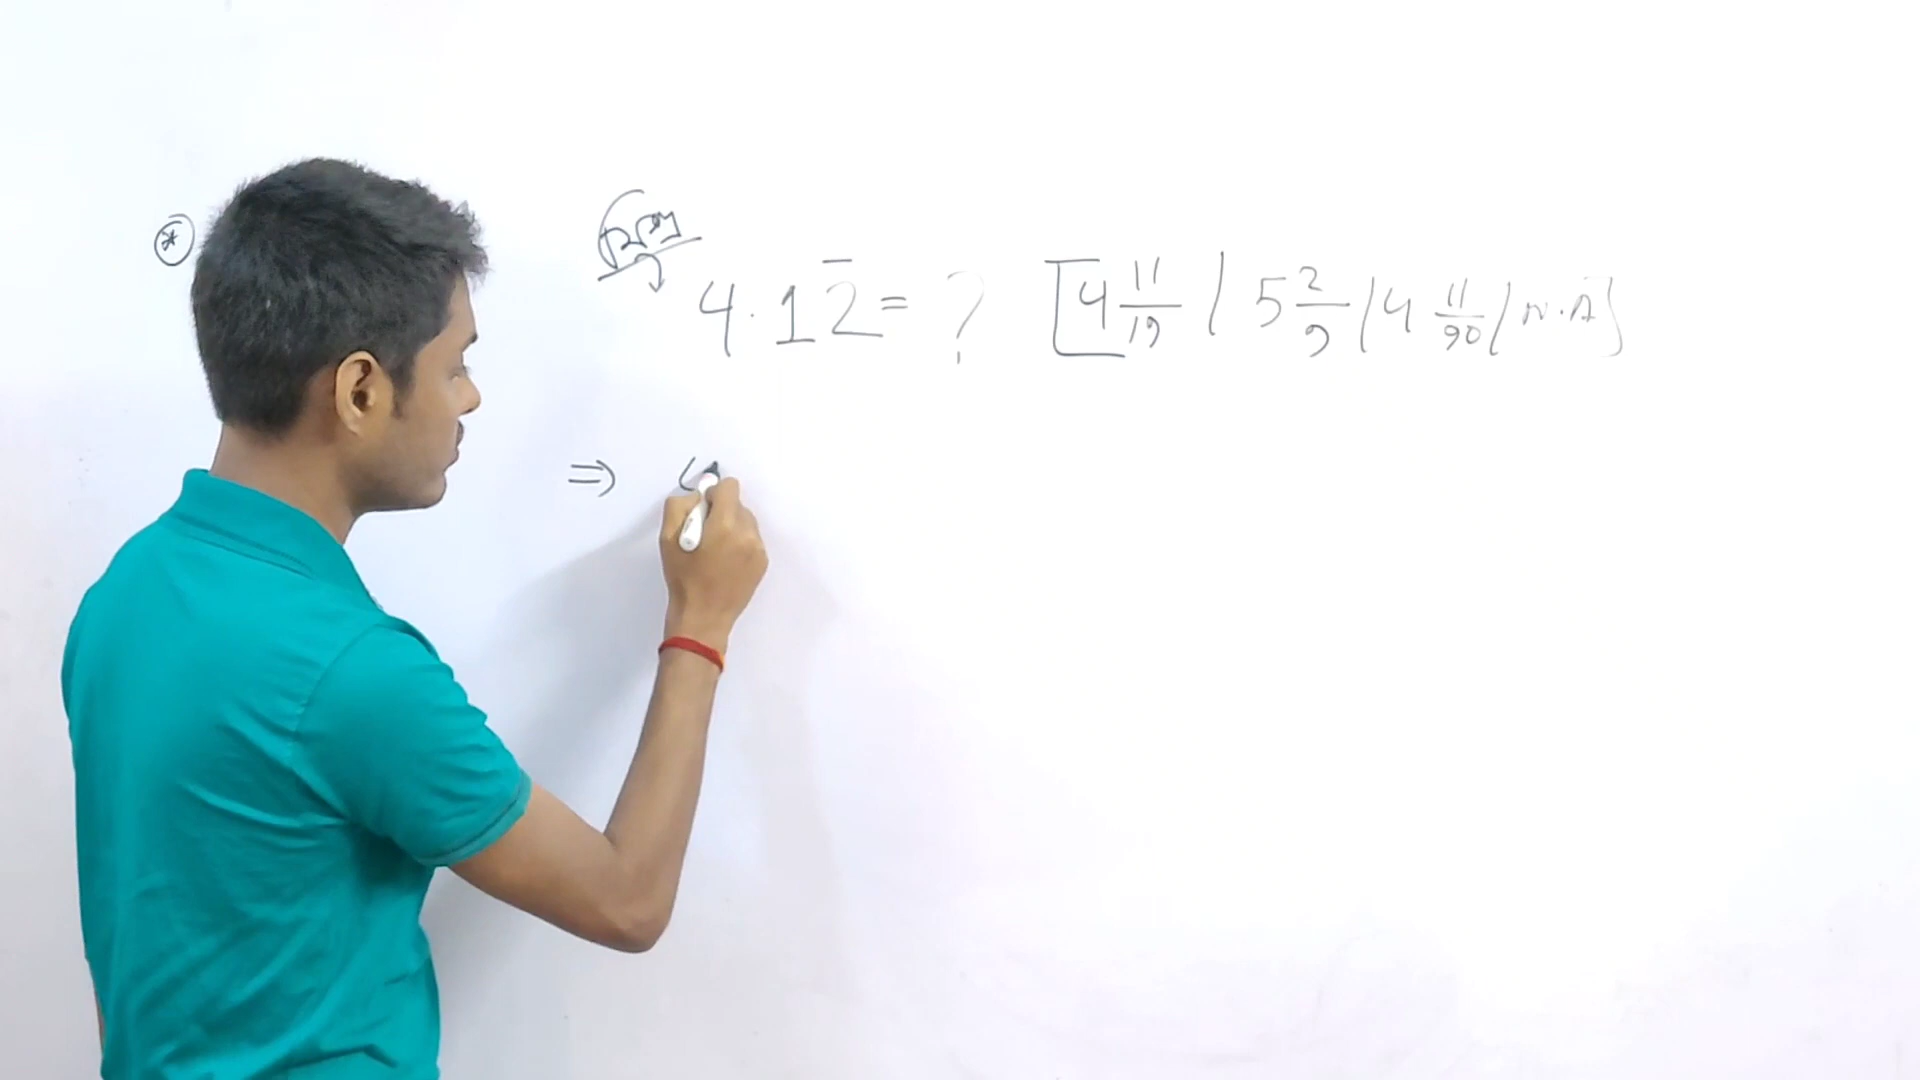 4.12̅ = ? [4 11/19 / 5 2/9 / 4 11/90 / N.A]
⇒